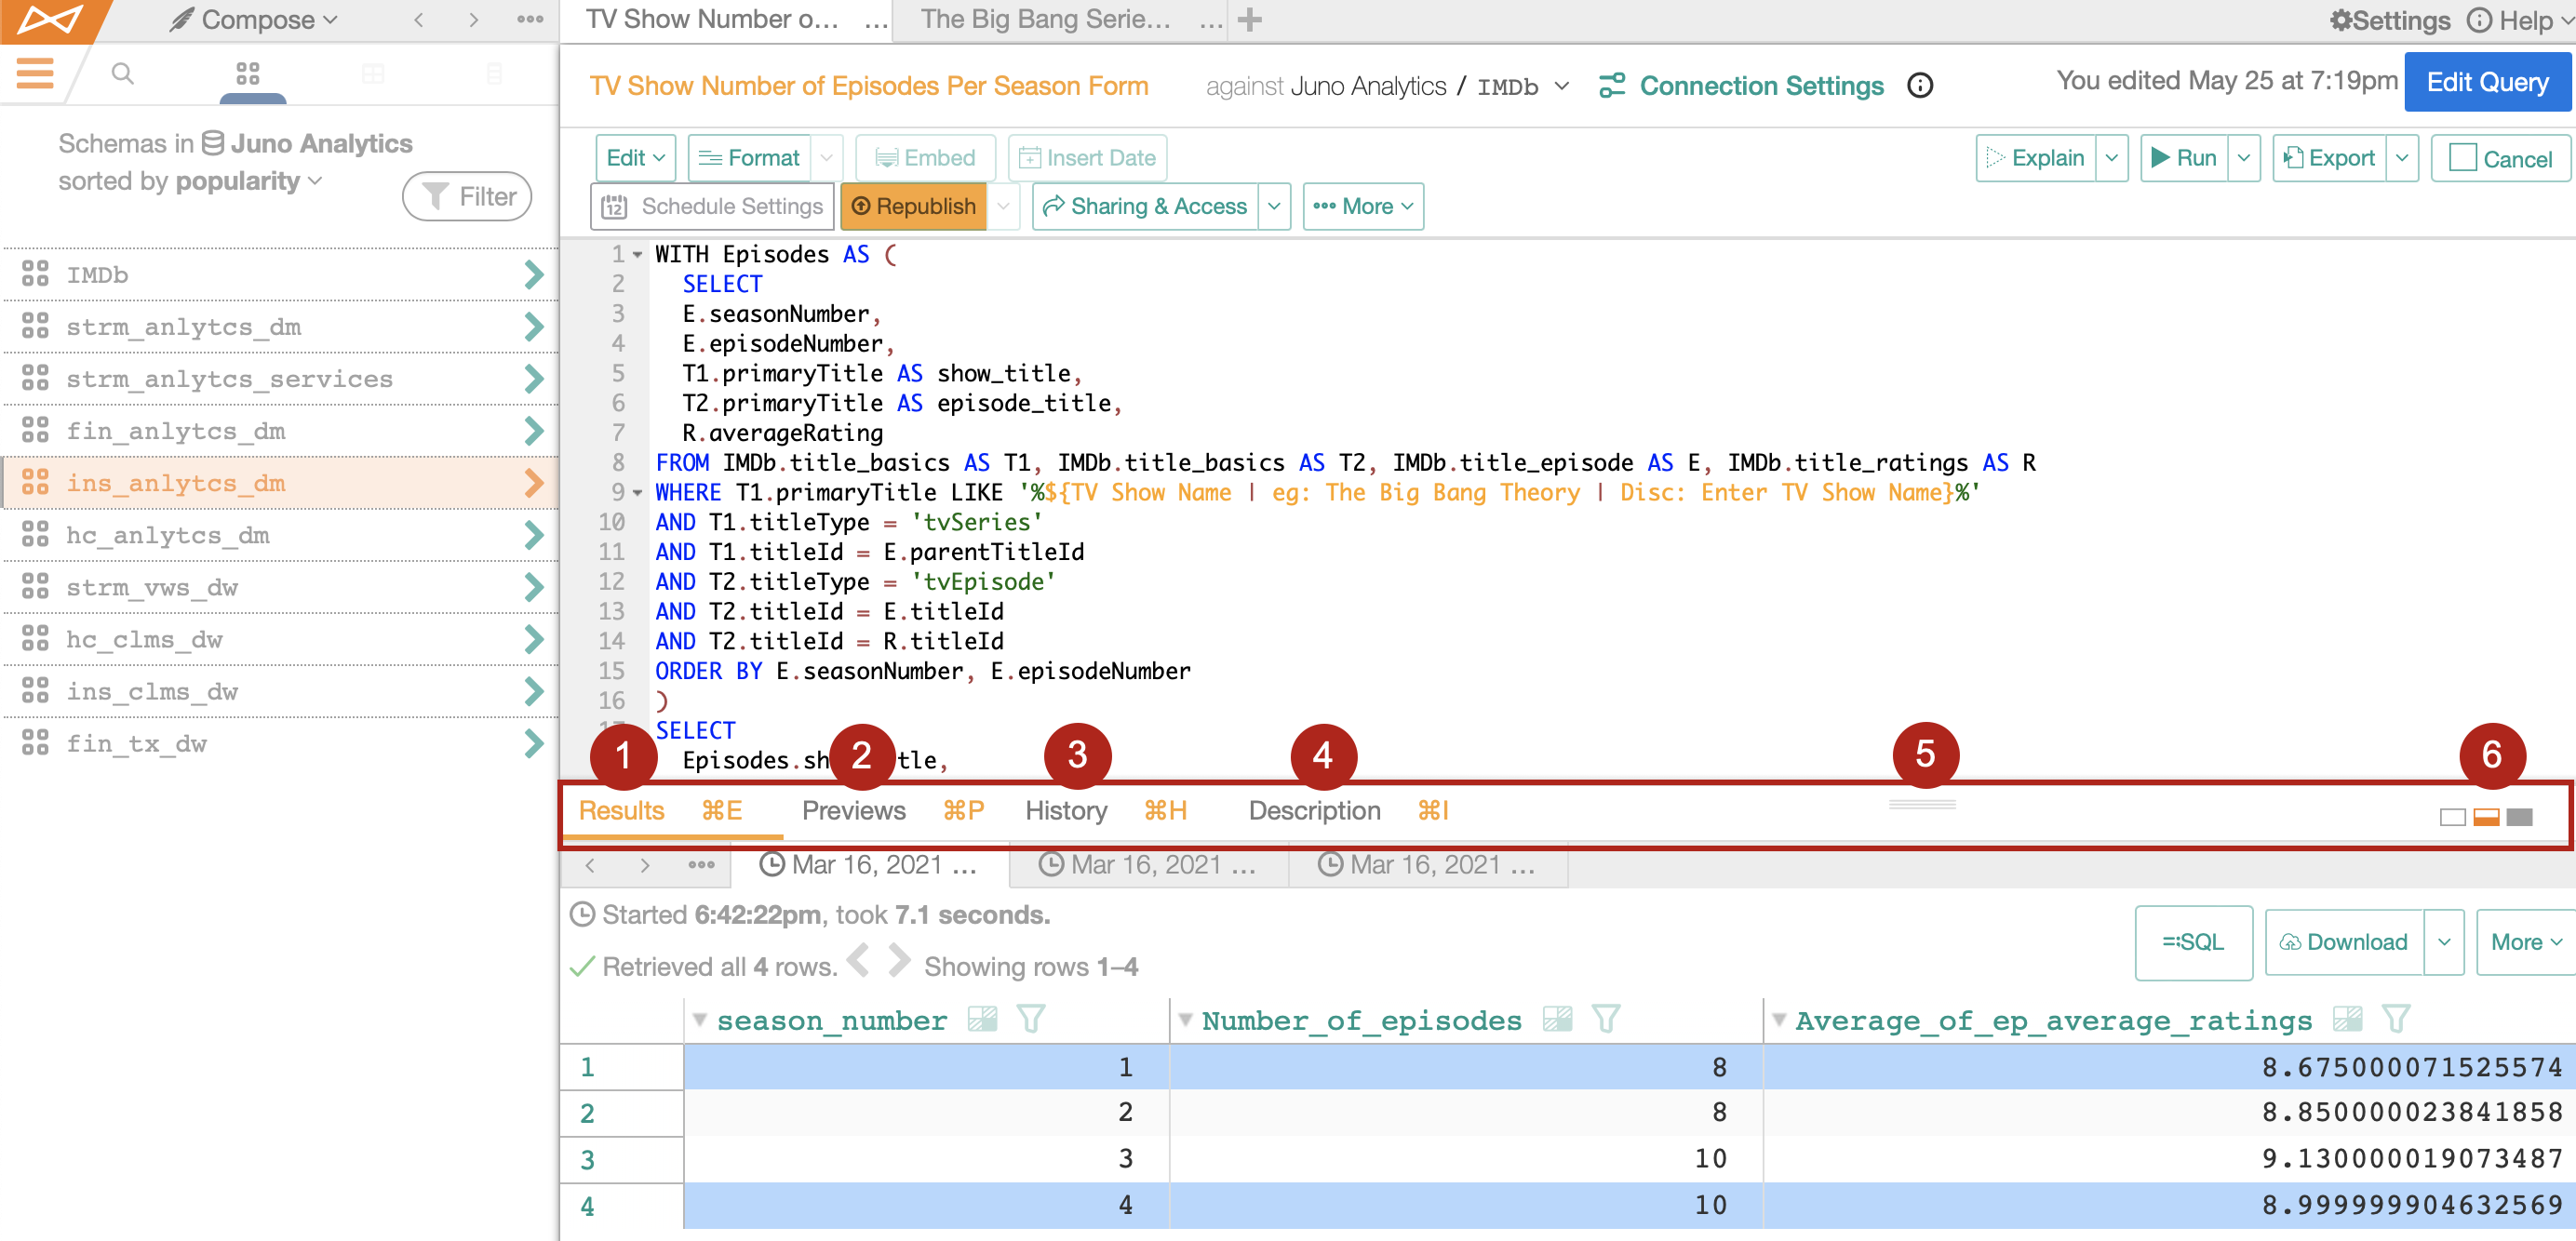 Compose
TV Show Number o... ...
The Big Bang Serie... ...
Settings
Help
TV Show Number of Episodes Per Season Form
against Juno Analytics / IMDb
Connection Settings
You edited May 25 at 7:19pm
Edit Query
Schemas in Juno Analytics
sorted by popularity
Filter
IMDb
strm_anlytcs_dm
strm_anlytcs_services
fin_anlytcs_dm
ins_anlytcs_dm
hc_anlytcs_dm
strm_vws_dw
hc_clms_dw
ins_clms_dw
fin_tx_dw
Edit
Format
Embed
Insert Date
Explain
Run
Export
Cancel
12 Schedule Settings
Republish
Sharing & Access
••• More
1 WITH Episodes AS (
2 SELECT
3 E.seasonNumber,
4 E.episodeNumber,
5 T1.primaryTitle AS show_title,
6 T2.primaryTitle AS episode_title,
7 R.averageRating
8 FROM IMDb.title_basics AS T1, IMDb.title_basics AS T2, IMDb.title_episode AS E, IMDb.title_ratings AS R
9 WHERE T1.primaryTitle LIKE '%${TV Show Name | eg: The Big Bang Theory | Disc: Enter TV Show Name}%'
10 AND T1.titleType = 'tvSeries'
11 AND T1.titleId = E.parentTitleId
12 AND T2.titleType = 'tvEpisode'
13 AND T2.titleId = E.titleId
14 AND T2.titleId = R.titleId
15 ORDER BY E.seasonNumber, E.episodeNumber
16 )
SELECT
Episodes.sh tle,
1
2
3
4
5
6
Results ⌘E
Previews ⌘P
History ⌘H
Description ⌘I
Mar 16, 2021 ...
Mar 16, 2021 ...
Mar 16, 2021 ...
Started 6:42:22pm, took 7.1 seconds.
Retrieved all 4 rows.
Showing rows 1–4
SQL
Download
More
season_number Number_of_episodes Average_of_ep_average_ratings
1 1 8 8.675000071525574
2 2 8 8.850000023841858
3 3 10 9.130000019073487
4 4 10 8.999999904632569